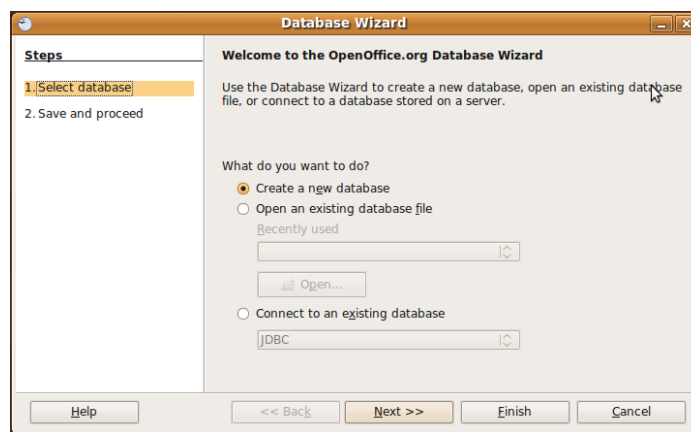 Database Wizard
Steps
1. Select database
2. Save and proceed
Welcome to the OpenOffice.org Database Wizard
Use the Database Wizard to create a new database, open an existing database
file, or connect to a database stored on a server.
What do you want to do?
Create a new database
Open an existing database file
Recently used
Open...
Connect to an existing database
JDBC
Help
<< Back
Next >>
Finish
Cancel